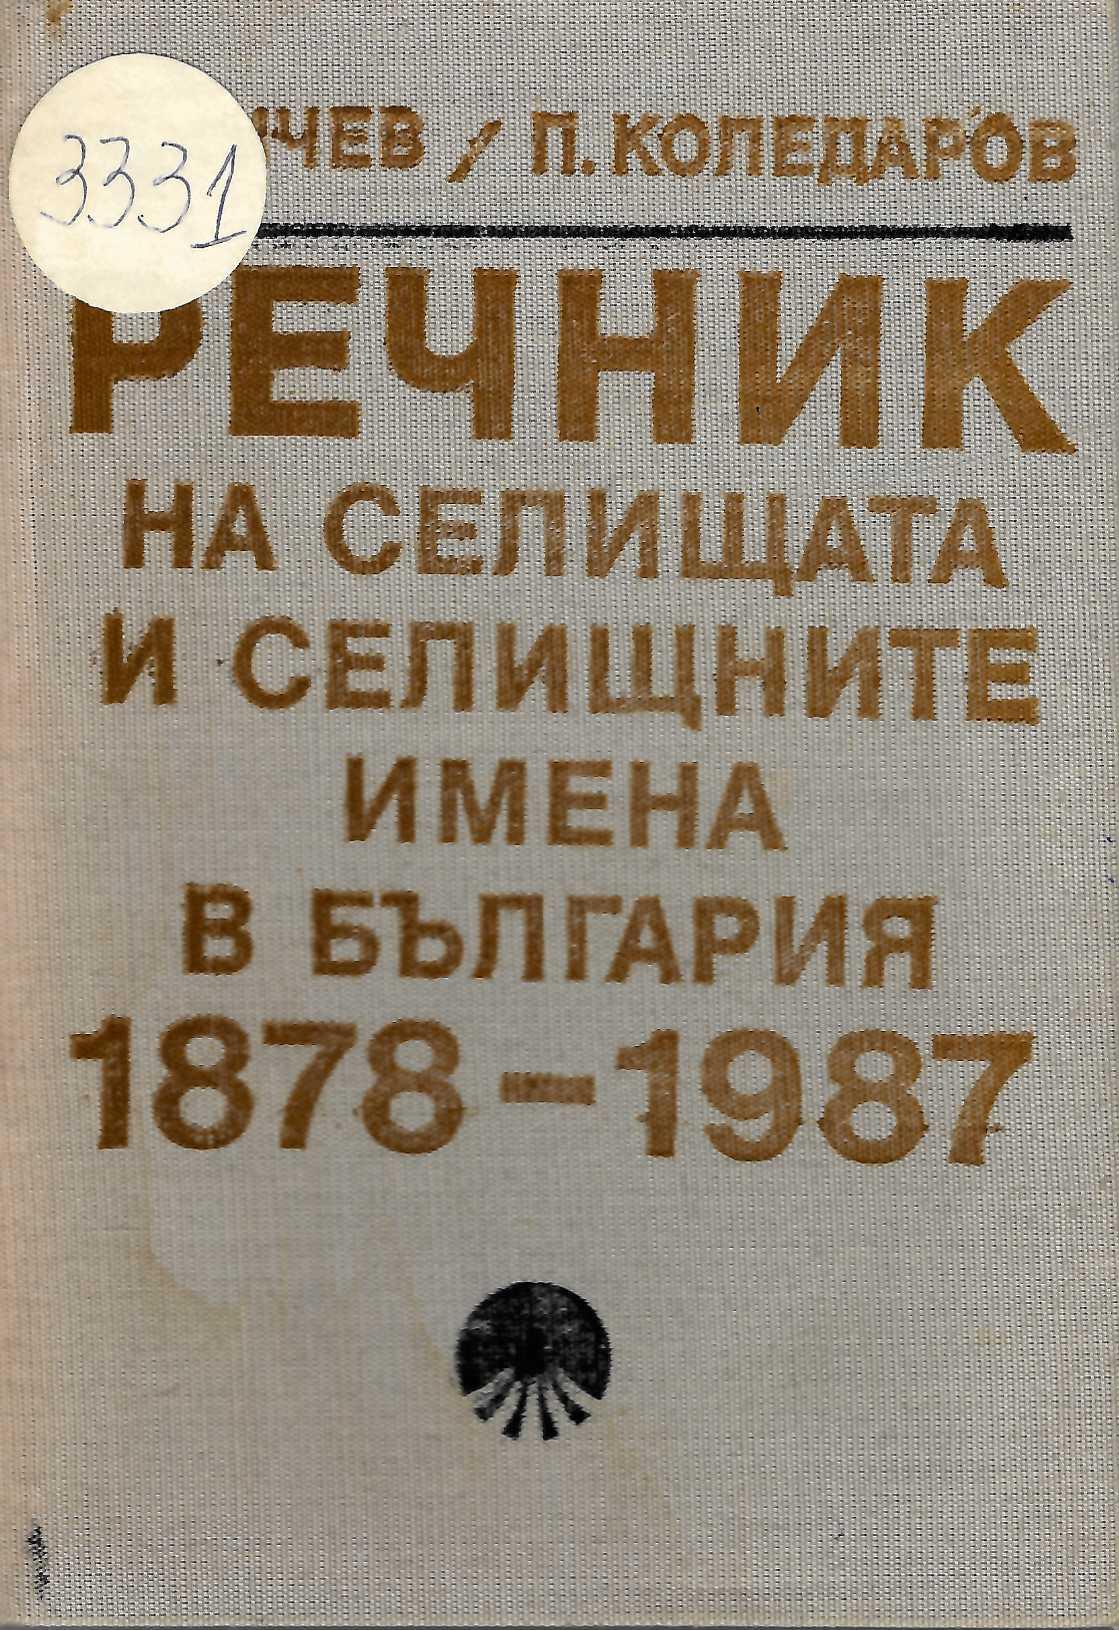 3331
ЧЕВ / П. КОЛЕДАРОВ
РЕЧНИК
НА СЕЛИЩАТА
И СЕЛИЩНИТЕ
ИМЕНА
В БЪЛГАРИЯ
1878–1987